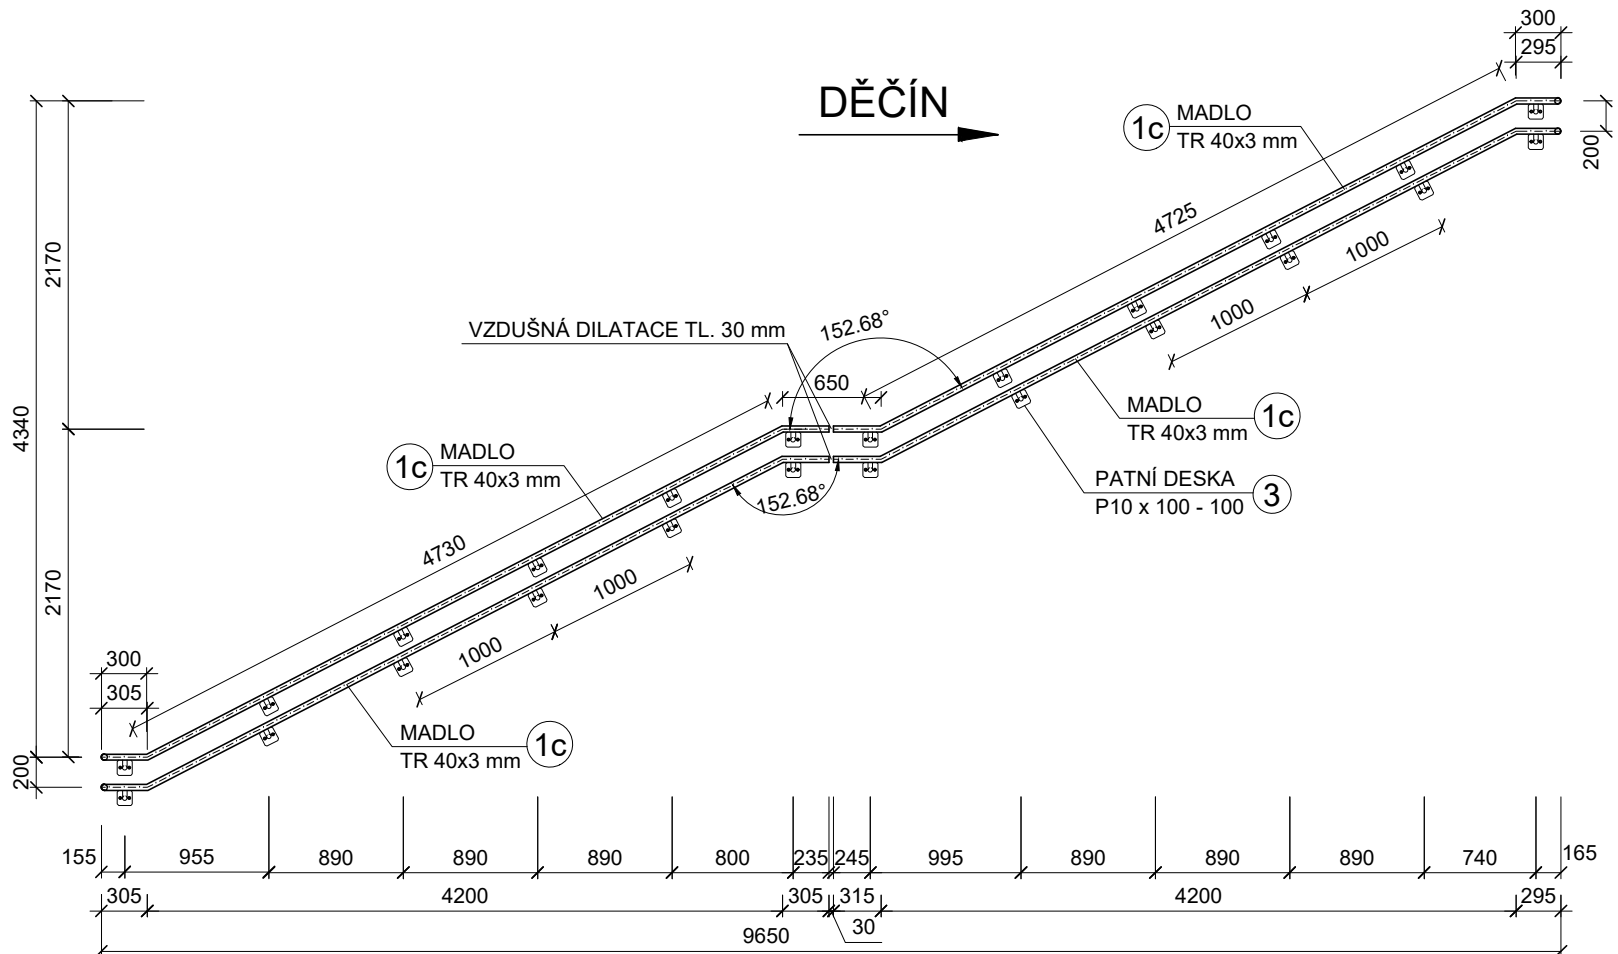 300
295
DĚČÍN
1c
MADLO
TR 40x3 mm
200
4725
2170
1000
1000
VZDUŠNÁ DILATACE TL. 30 mm
152.68°
650
4340
MADLO
TR 40x3 mm
1c
1c
MADLO
TR 40x3 mm
PATNÍ DESKA
P10 x 100 - 100
3
152.68°
4730
2170
1000
1000
300
305
MADLO
TR 40x3 mm
1c
200
155 955 890 890 890 800 235 245 995 890 890 890 740 165
305 4200 305 315 4200 295
30
9650